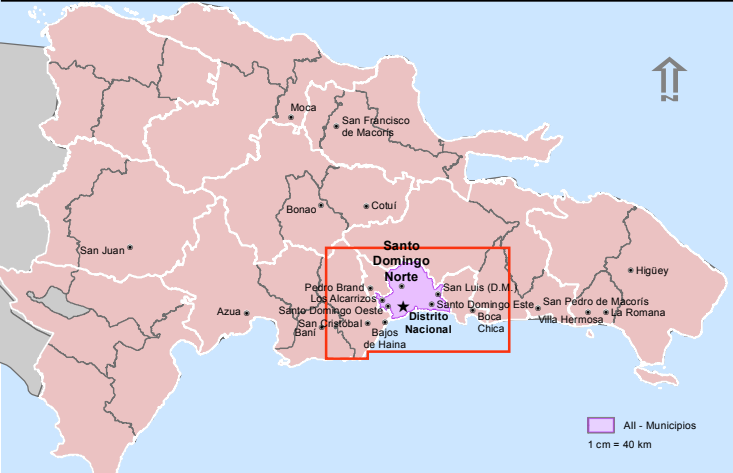 Moca
San Francisco
de Macorís
Bonao
Cotuí
San Juan
Santo
Domingo
Norte
Higüey
Pedro Brand
San Luis (D.M.)
Los Alcarrizos
Santo Domingo Este
San Pedro de Macorís
Azua
Santo Domingo Oeste
La Romana
Distrito
Nacional
Boca
Chica
Villa Hermosa
San Cristóbal
Baní
Bajos
de Haina
N
All - Municipios
1 cm = 40 km